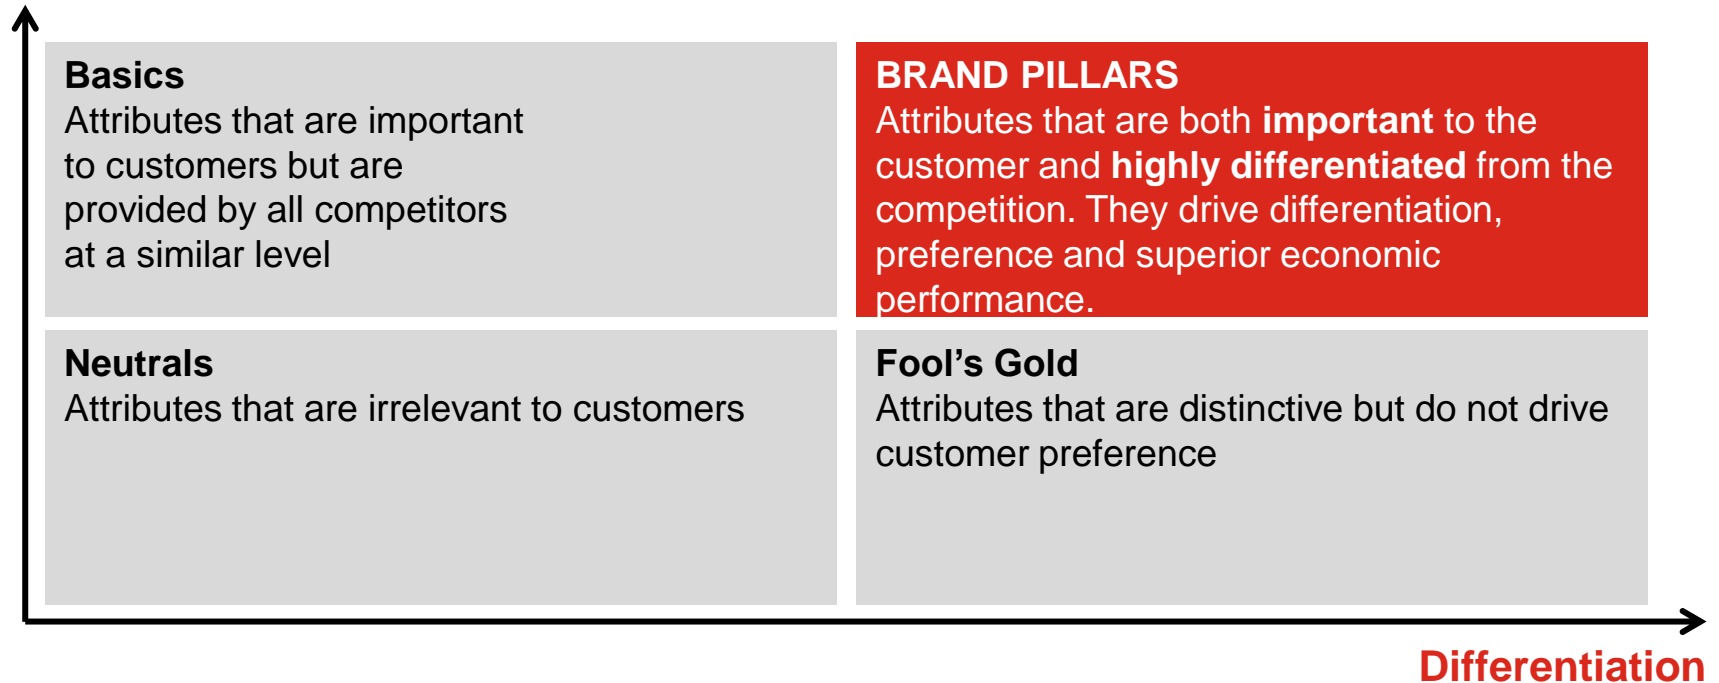 Basics
Attributes that are important
to customers but are
provided by all competitors
at a similar level
BRAND PILLARS
Attributes that are both important to the
customer and highly differentiated from the
competition. They drive differentiation,
preference and superior economic
performance.
Neutrals
Attributes that are irrelevant to customers
Fool’s Gold
Attributes that are distinctive but do not drive
customer preference
Differentiation